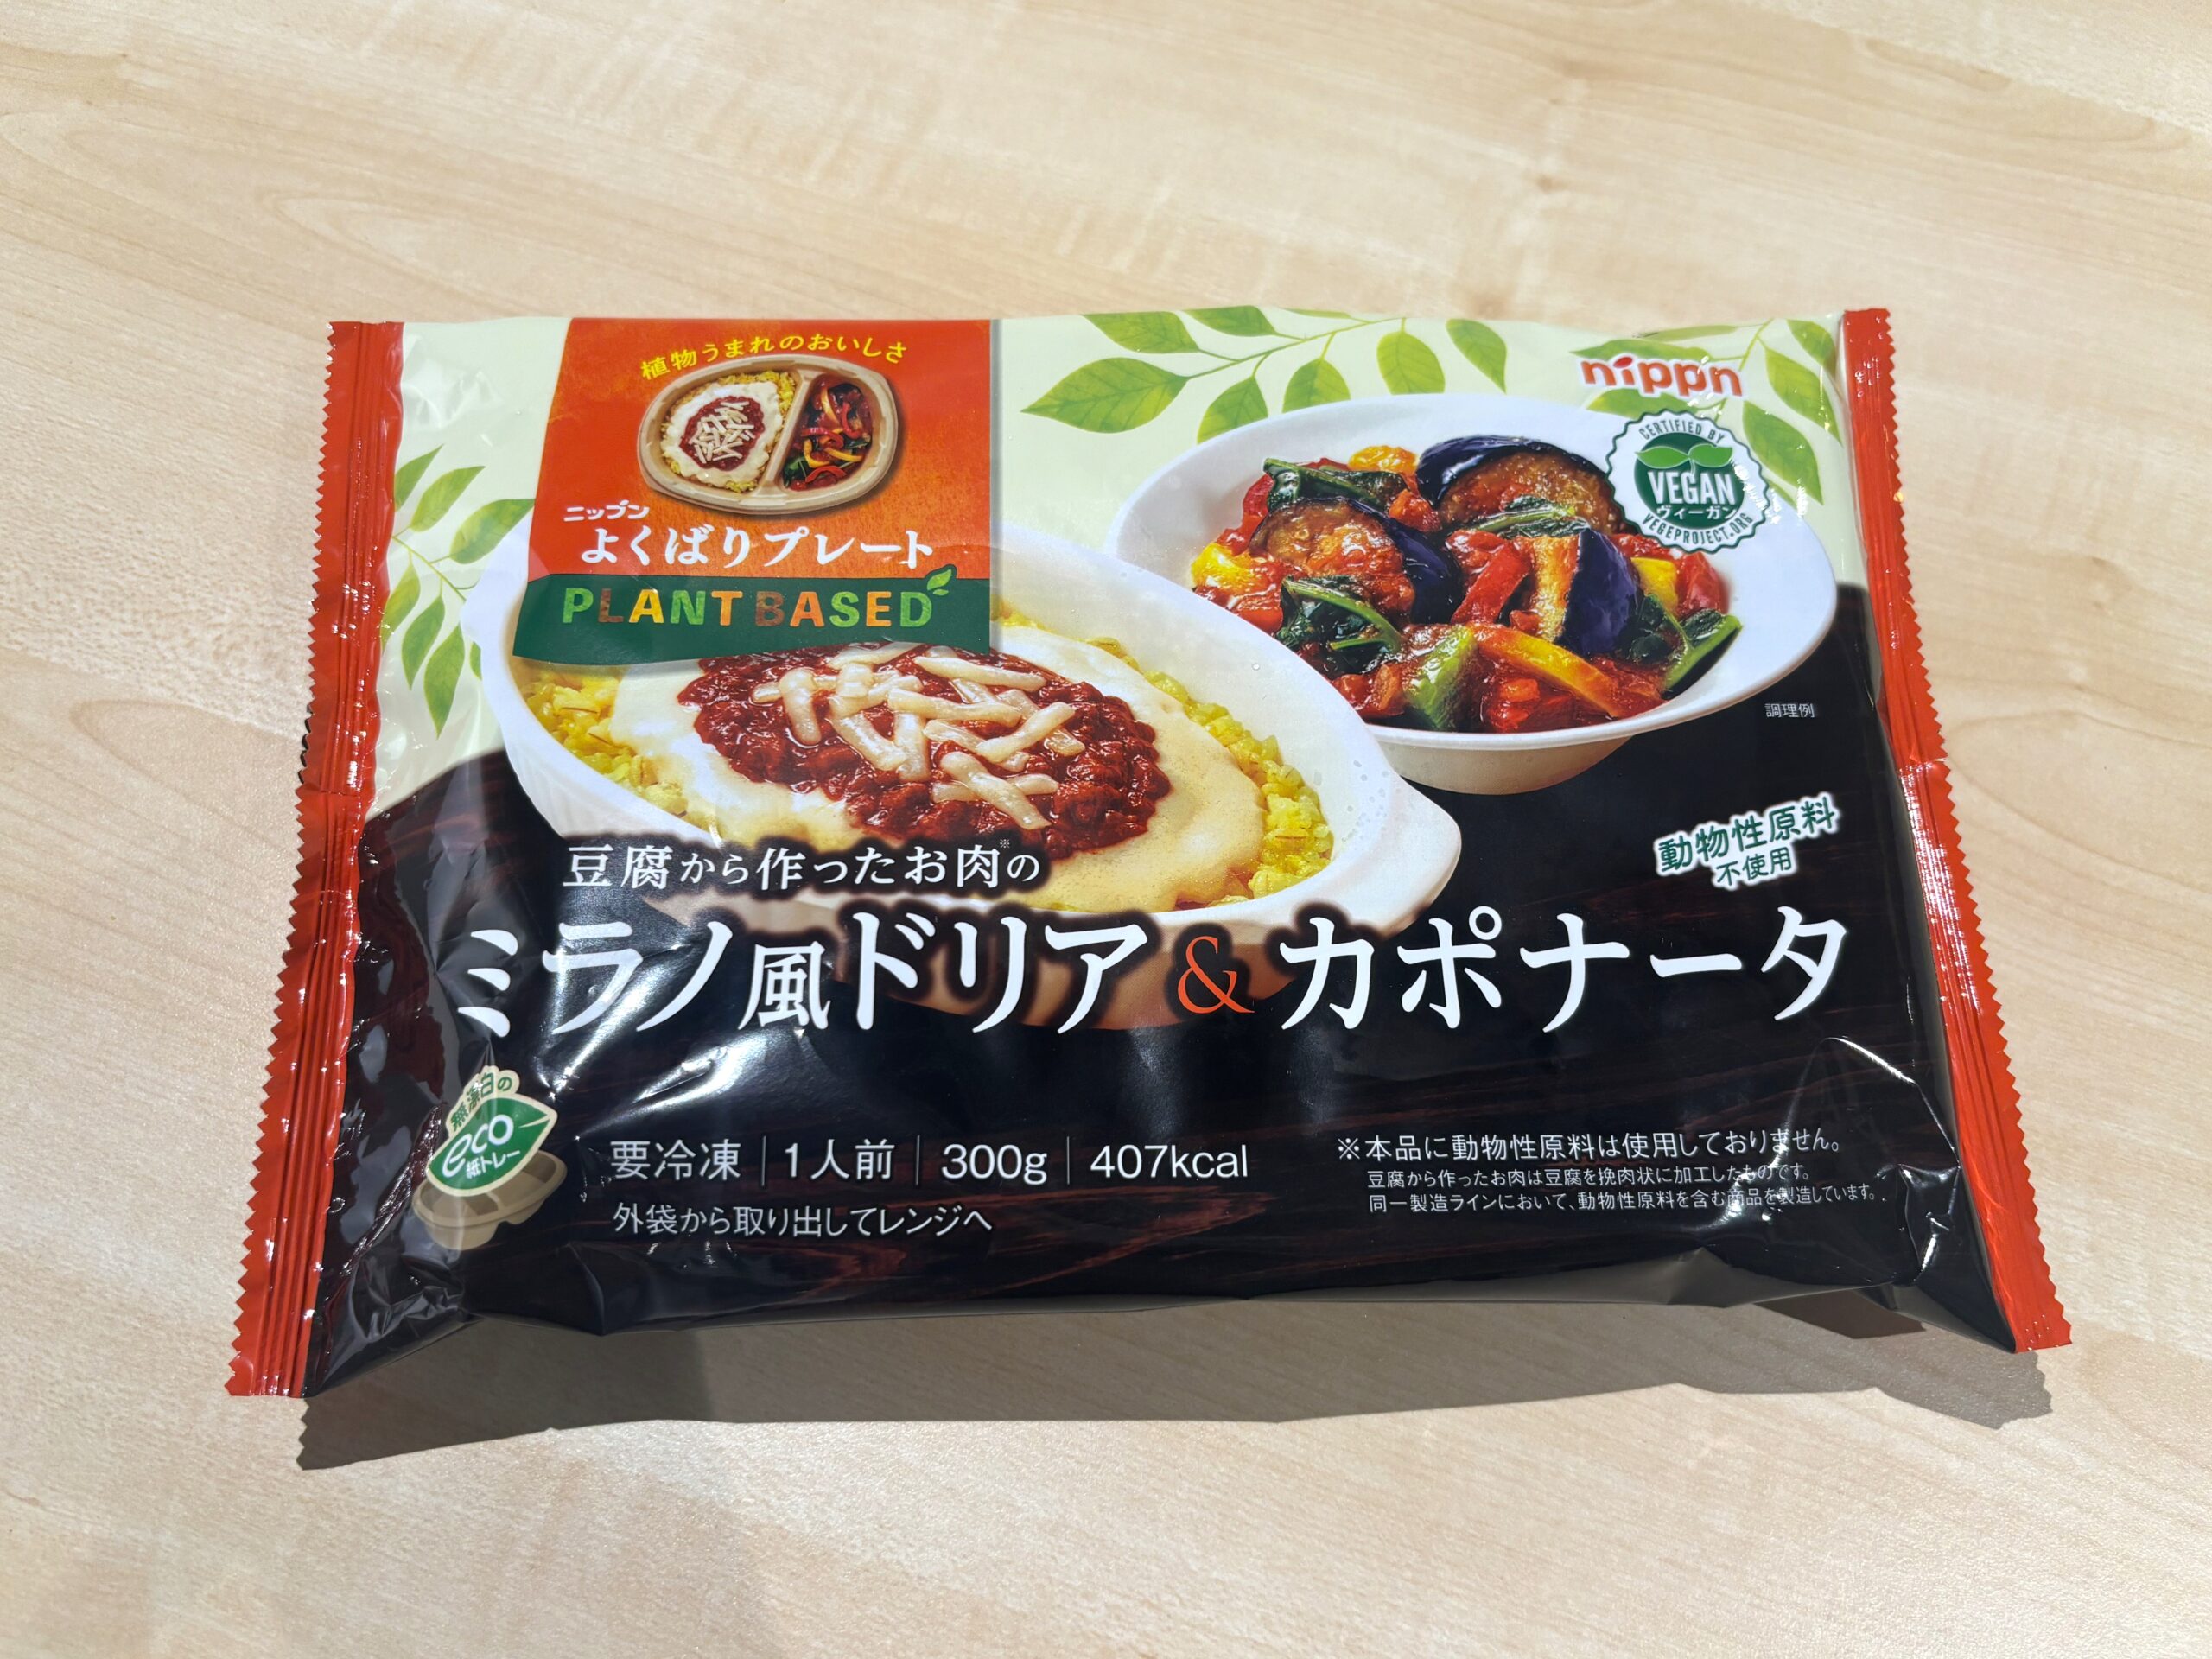 植物うまれのおいしさ
ニップン
よくばりプレート
PLANT BASED
nippn
CERTIFIED BY
VEGAN
ヴィーガン
VEGEPROJECT.ORG
調理例
動物性原料
不使用
豆腐から作ったお肉※の
ミラノ風ドリア&カポナータ
無漂白の
eco
紙トレー
要冷凍|1人前|300g|407kcal
外袋から取り出してレンジへ
※本品に動物性原料は使用しておりません。
豆腐から作ったお肉は豆腐を挽肉状に加工したものです。
同一製造ラインにおいて、動物性原料を含む商品を製造しています。